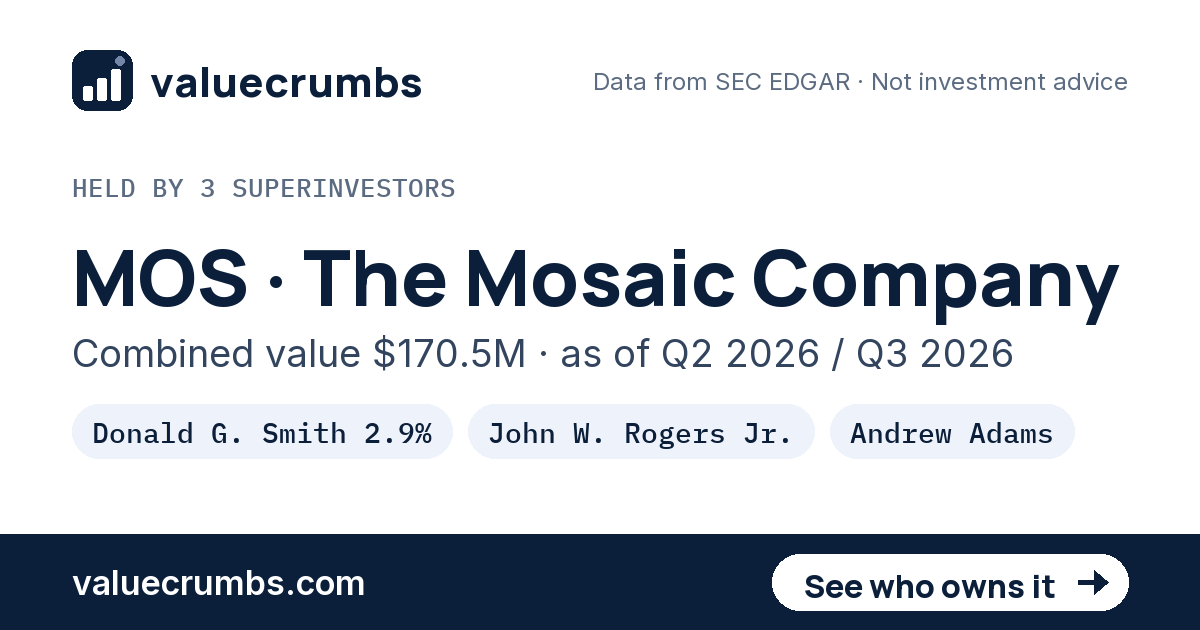 valuecrumbs
Data from SEC EDGAR · Not investment advice
HELD BY 3 SUPERINVESTORS
MOS · The Mosaic Company
Combined value $170.5M · as of Q2 2026 / Q3 2026
Donald G. Smith 2.9%
John W. Rogers Jr.
Andrew Adams
valuecrumbs.com
See who owns it →